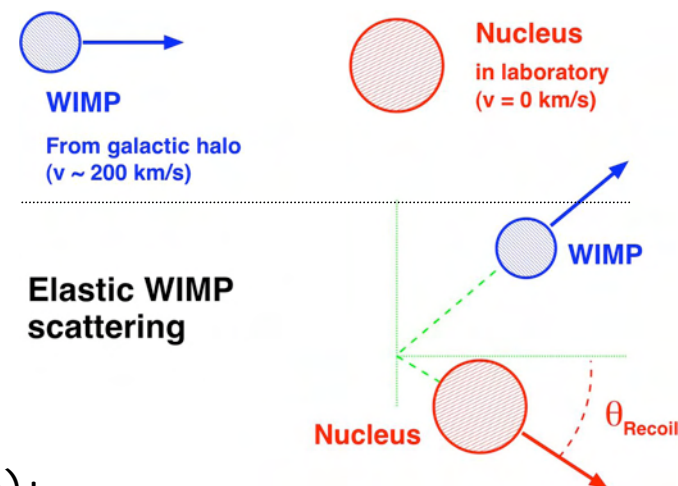 WIMP
From galactic halo
(v ~ 200 km/s)
Nucleus
in laboratory
(v = 0 km/s)
Elastic WIMP
scattering
WIMP
Nucleus
θRecoil
) :